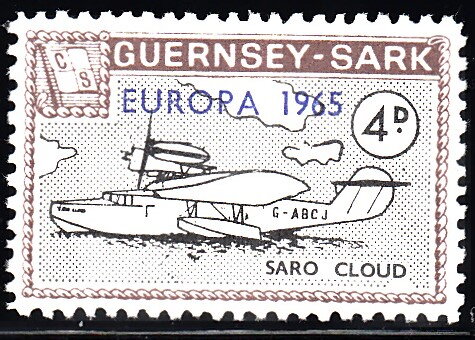 C
S
GUERNSEY-SARK
EUROPA 1965
4D.
G-ABCJ
SARO CLOUD